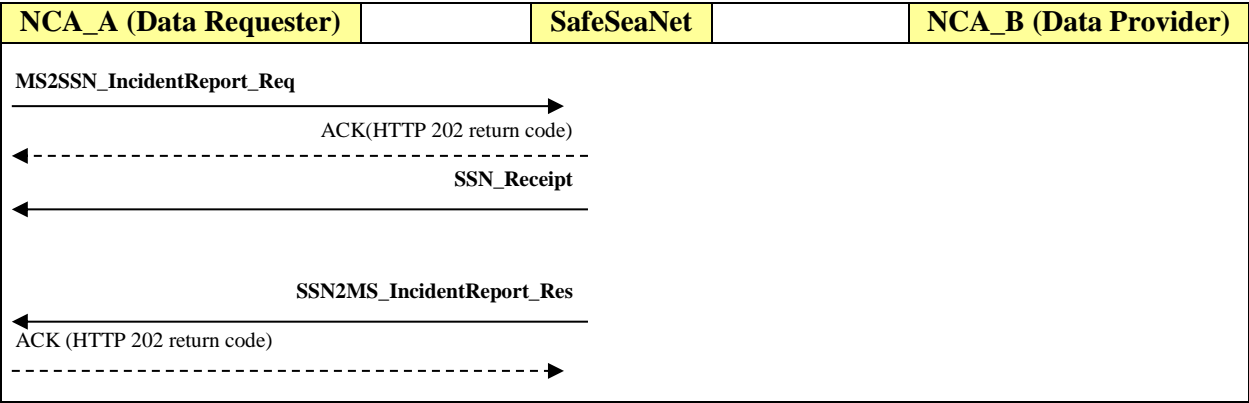 NCA_A (Data Requester) SafeSeaNet NCA_B (Data Provider)
MS2SSN_IncidentReport_Req
ACK(HTTP 202 return code)
SSN_Receipt
SSN2MS_IncidentReport_Res
ACK (HTTP 202 return code)